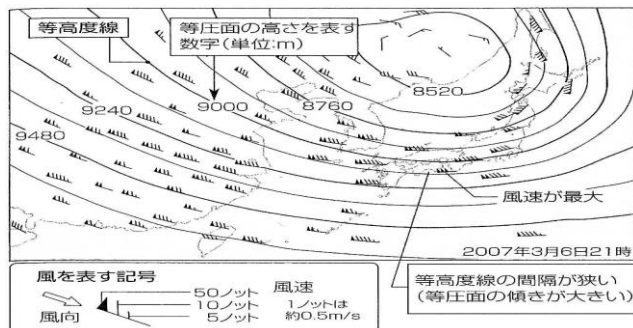 等高度線
等圧面の高さを表す
数字(単位:m)
8520
9240
9000
8760
9480
風速が最大
2007年3月6日21時
風を表す記号
50ノット
10ノット
5ノット
風向
風速
1ノットは
約0.5m/s
等高度線の間隔が狭い
(等圧面の傾きが大きい)